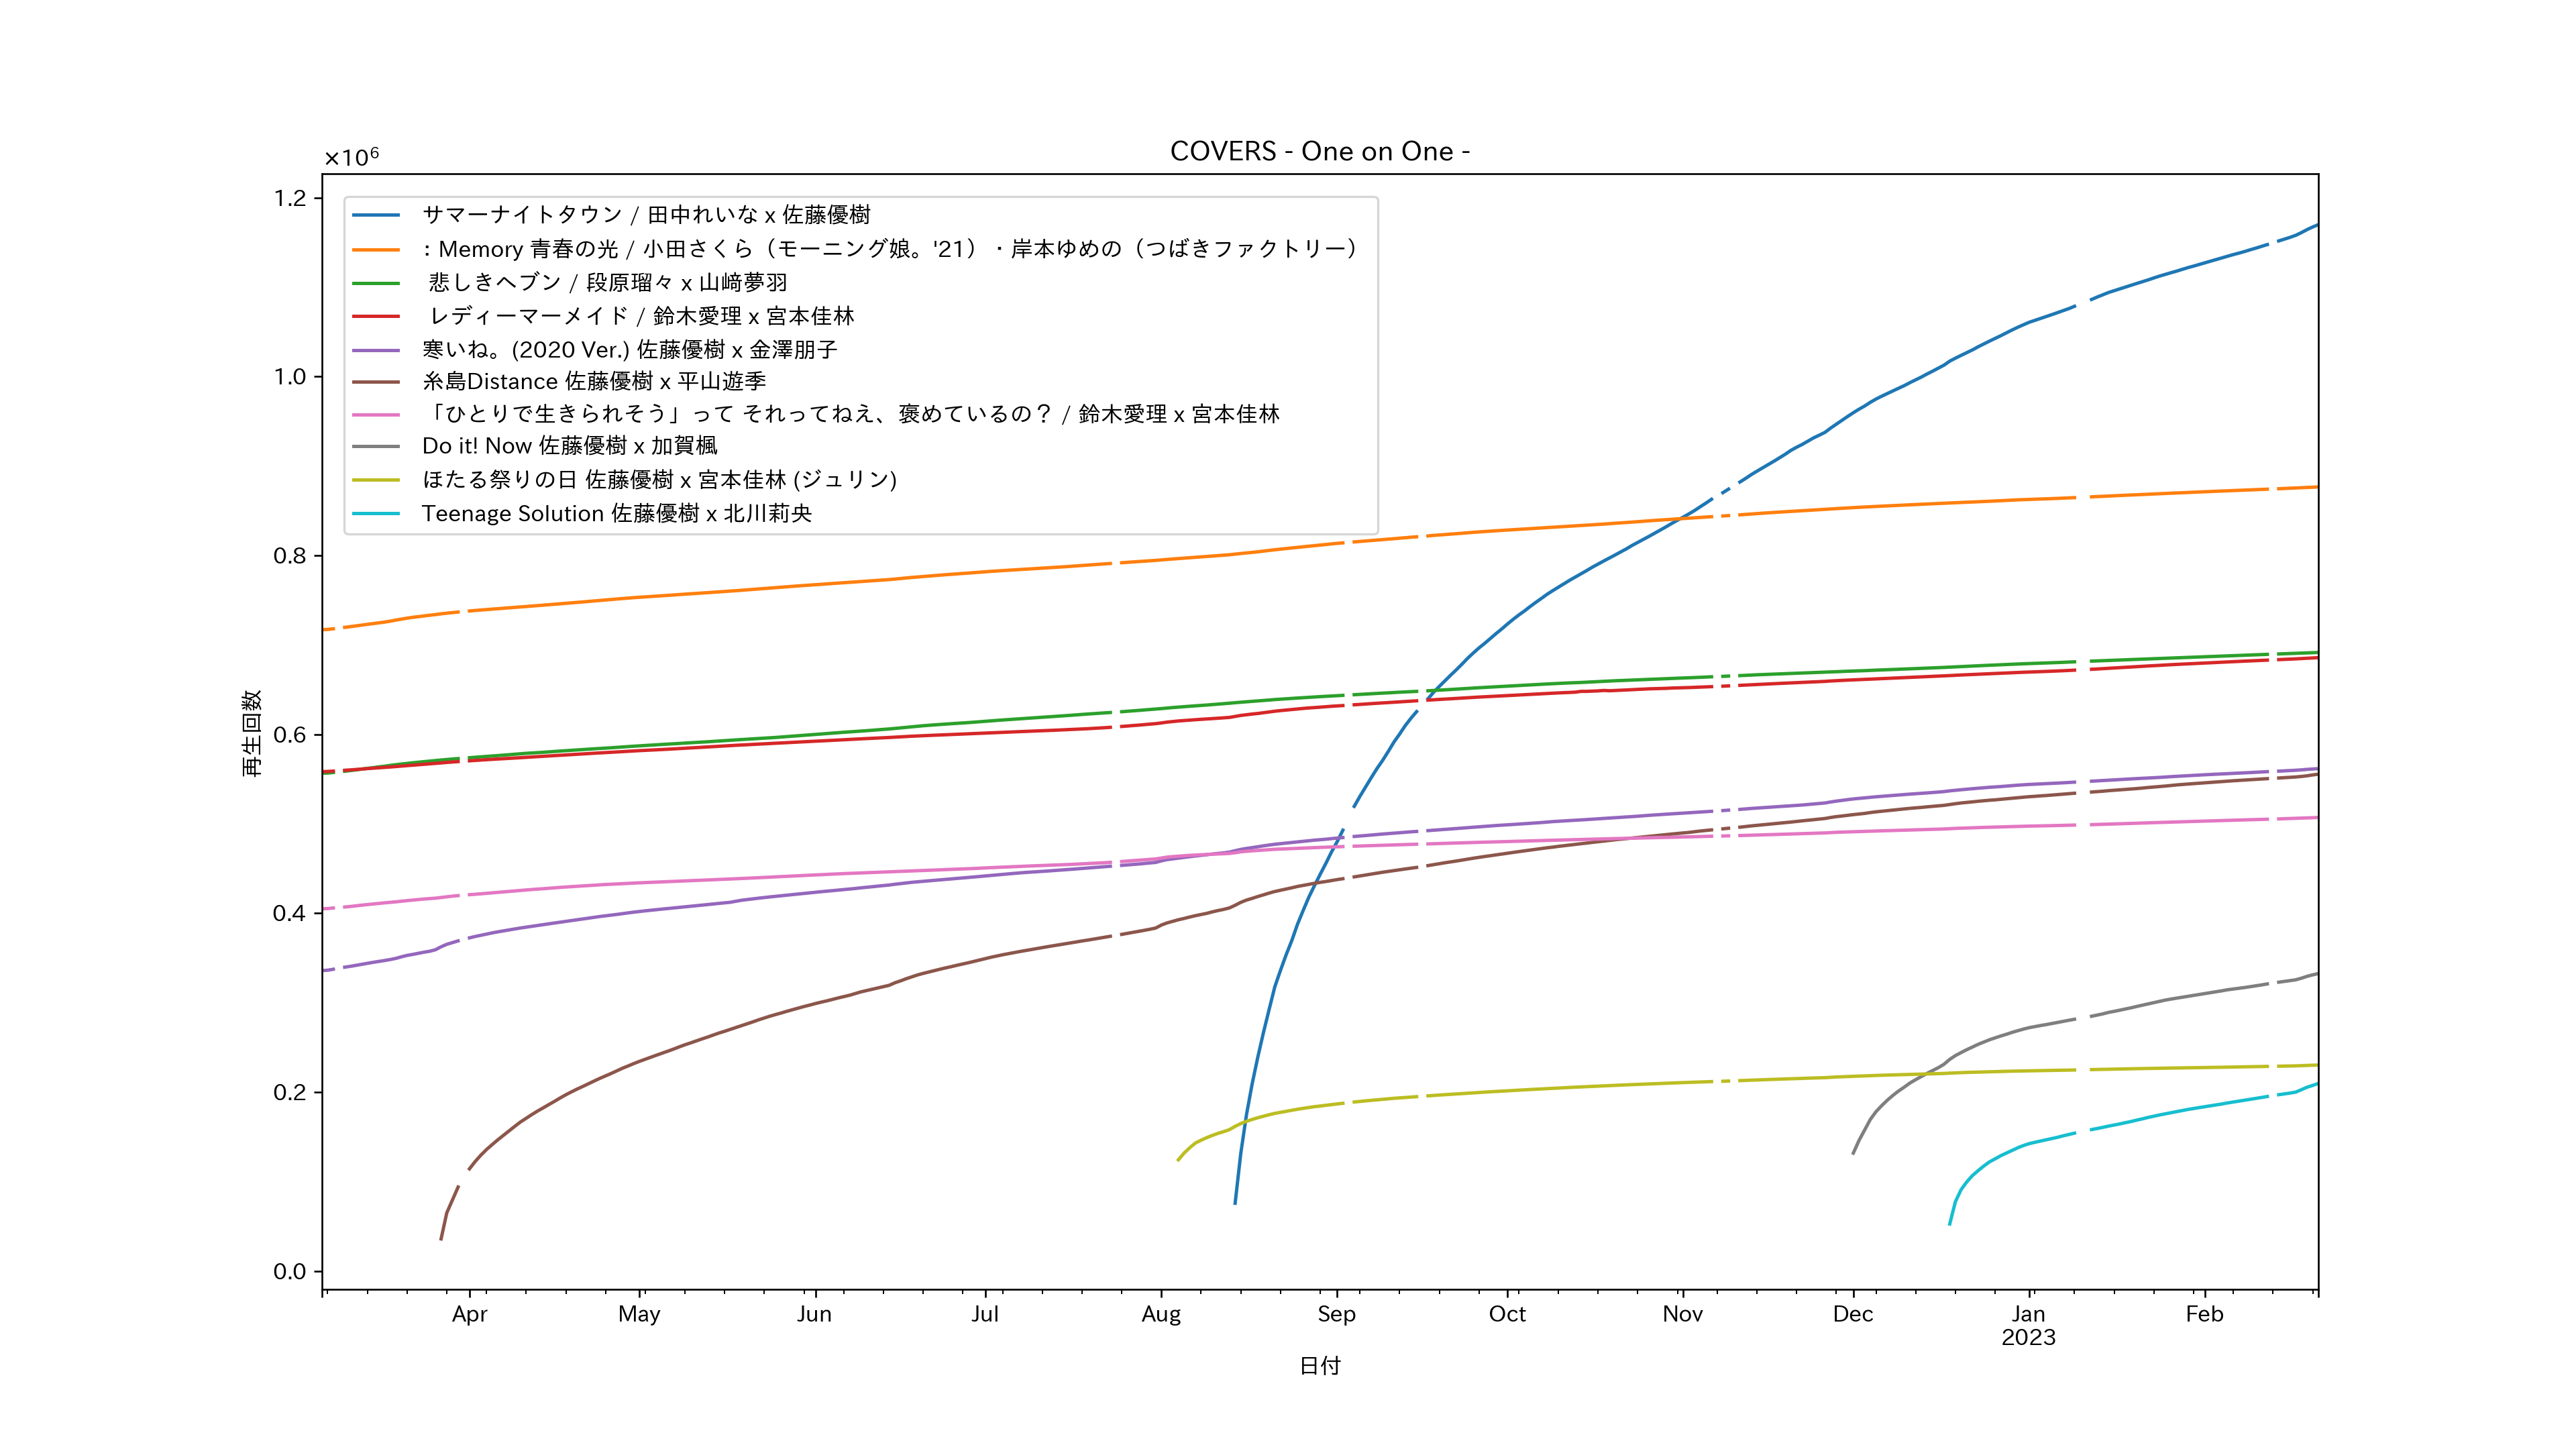 COVERS - One on One -
×10⁶
1.2
1.0
0.8
0.6
0.4
0.2
0.0
再生回数
サマーナイトタウン / 田中れいな x 佐藤優樹
: Memory 青春の光 / 小田さくら（モーニング娘。'21）・岸本ゆめの（つばきファクトリー）
悲しきヘブン / 段原瑠々 x 山﨑夢羽
レディーマーメイド / 鈴木愛理 x 宮本佳林
寒いね。(2020 Ver.) 佐藤優樹 x 金澤朋子
糸島Distance 佐藤優樹 x 平山遊季
「ひとりで生きられそう」って それってねえ、褒めているの？ / 鈴木愛理 x 宮本佳林
Do it! Now 佐藤優樹 x 加賀楓
ほたる祭りの日 佐藤優樹 x 宮本佳林 (ジュリン)
Teenage Solution 佐藤優樹 x 北川莉央
Apr May Jun Jul Aug Sep Oct Nov Dec Jan Feb
2023
日付